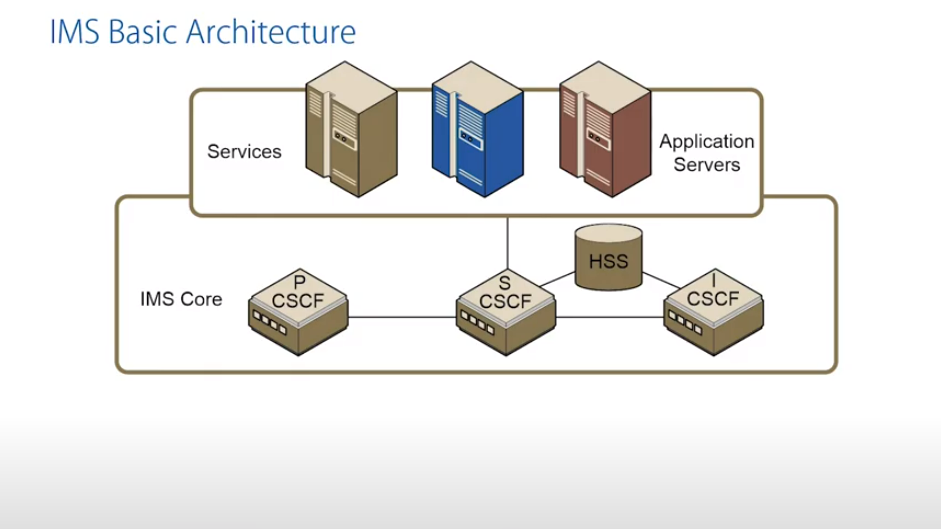 IMS Basic Architecture
Services
Application
Servers
HSS
IMS Core
P
CSCF
S
CSCF
I
CSCF